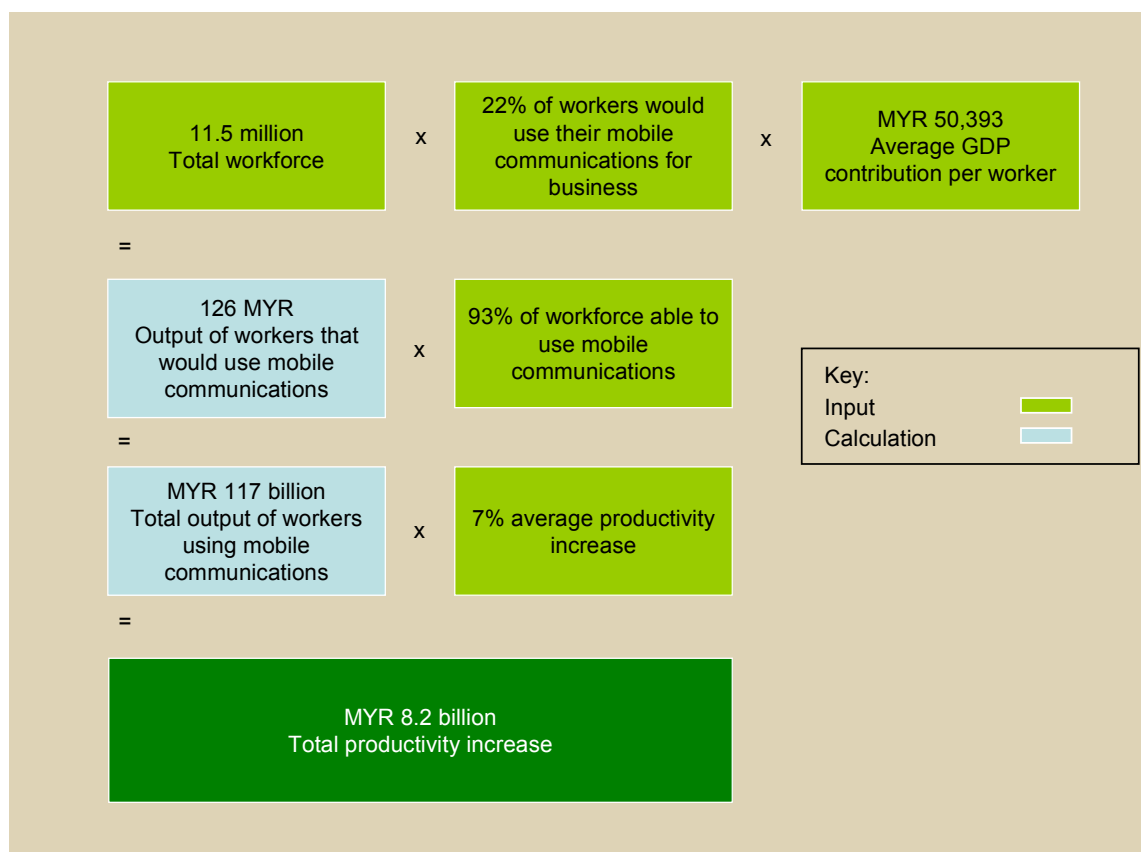 11.5 million
Total workforce
x
22% of workers would
use their mobile
communications for
business
x
MYR 50,393
Average GDP
contribution per worker
=
126 MYR
Output of workers that
would use mobile
communications
x
93% of workforce able to
use mobile
communications
Key:
Input
Calculation
=
MYR 117 billion
Total output of workers
using mobile
communications
x
7% average productivity
increase
=
MYR 8.2 billion
Total productivity increase